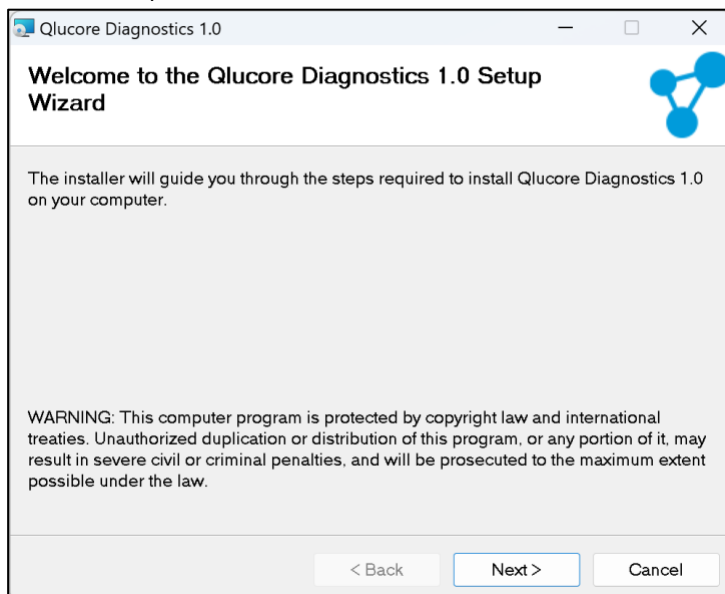 Qlucore Diagnostics 1.0
Welcome to the Qlucore Diagnostics 1.0 Setup
Wizard
The installer will guide you through the steps required to install Qlucore Diagnostics 1.0
on your computer.
WARNING: This computer program is protected by copyright law and international
treaties. Unauthorized duplication or distribution of this program, or any portion of it, may
result in severe civil or criminal penalties, and will be prosecuted to the maximum extent
possible under the law.
< Back Next > Cancel